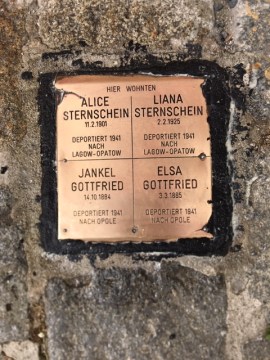 HIER WOHNTEN
ALICE
STERNSCHEIN
11.2.1901
DEPORTIERT 1941
NACH
LAGOW-OPATOW
LIANA
STERNSCHEIN
2.2.1925
DEPORTIERT 1941
NACH
LAGOW-OPATOW
JANKEL
GOTTFRIED
14.10.1884
DEPORTIERT 1941
NACH OPOLE
ELSA
GOTTFRIED
3.3.1885
DEPORTIERT 1941
NACH OPOLE